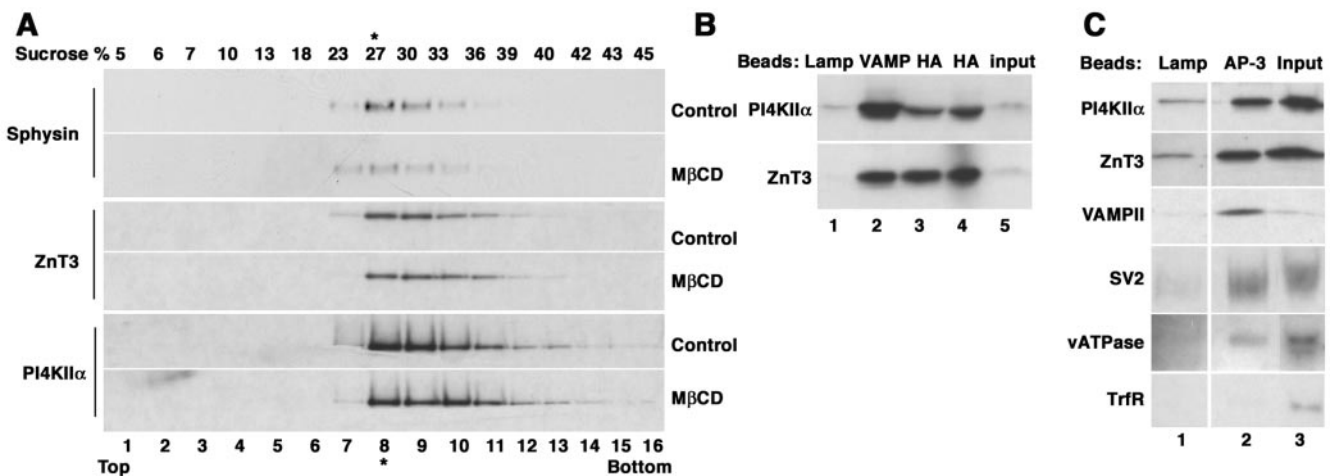 A
*
Sucrose % 5 6 7 10 13 18 23 27 30 33 36 39 40 42 43 45
Sphysin
Control
MβCD
ZnT3
Control
MβCD
PI4KIIα
Control
MβCD
1 2 3 4 5 6 7 8 9 10 11 12 13 14 15 16
Top * Bottom
B
Beads: Lamp VAMP HA HA input
PI4KIIα
ZnT3
1 2 3 4 5
C
Beads: Lamp AP-3 Input
PI4KIIα
ZnT3
VAMPII
SV2
vATPase
TrfR
1 2 3